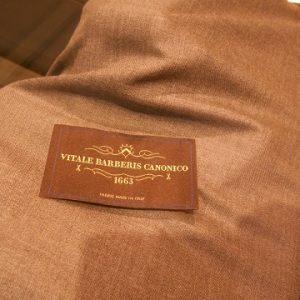 VITALE BARBERIS CANONICO
1663
FABRIC MADE IN ITALY